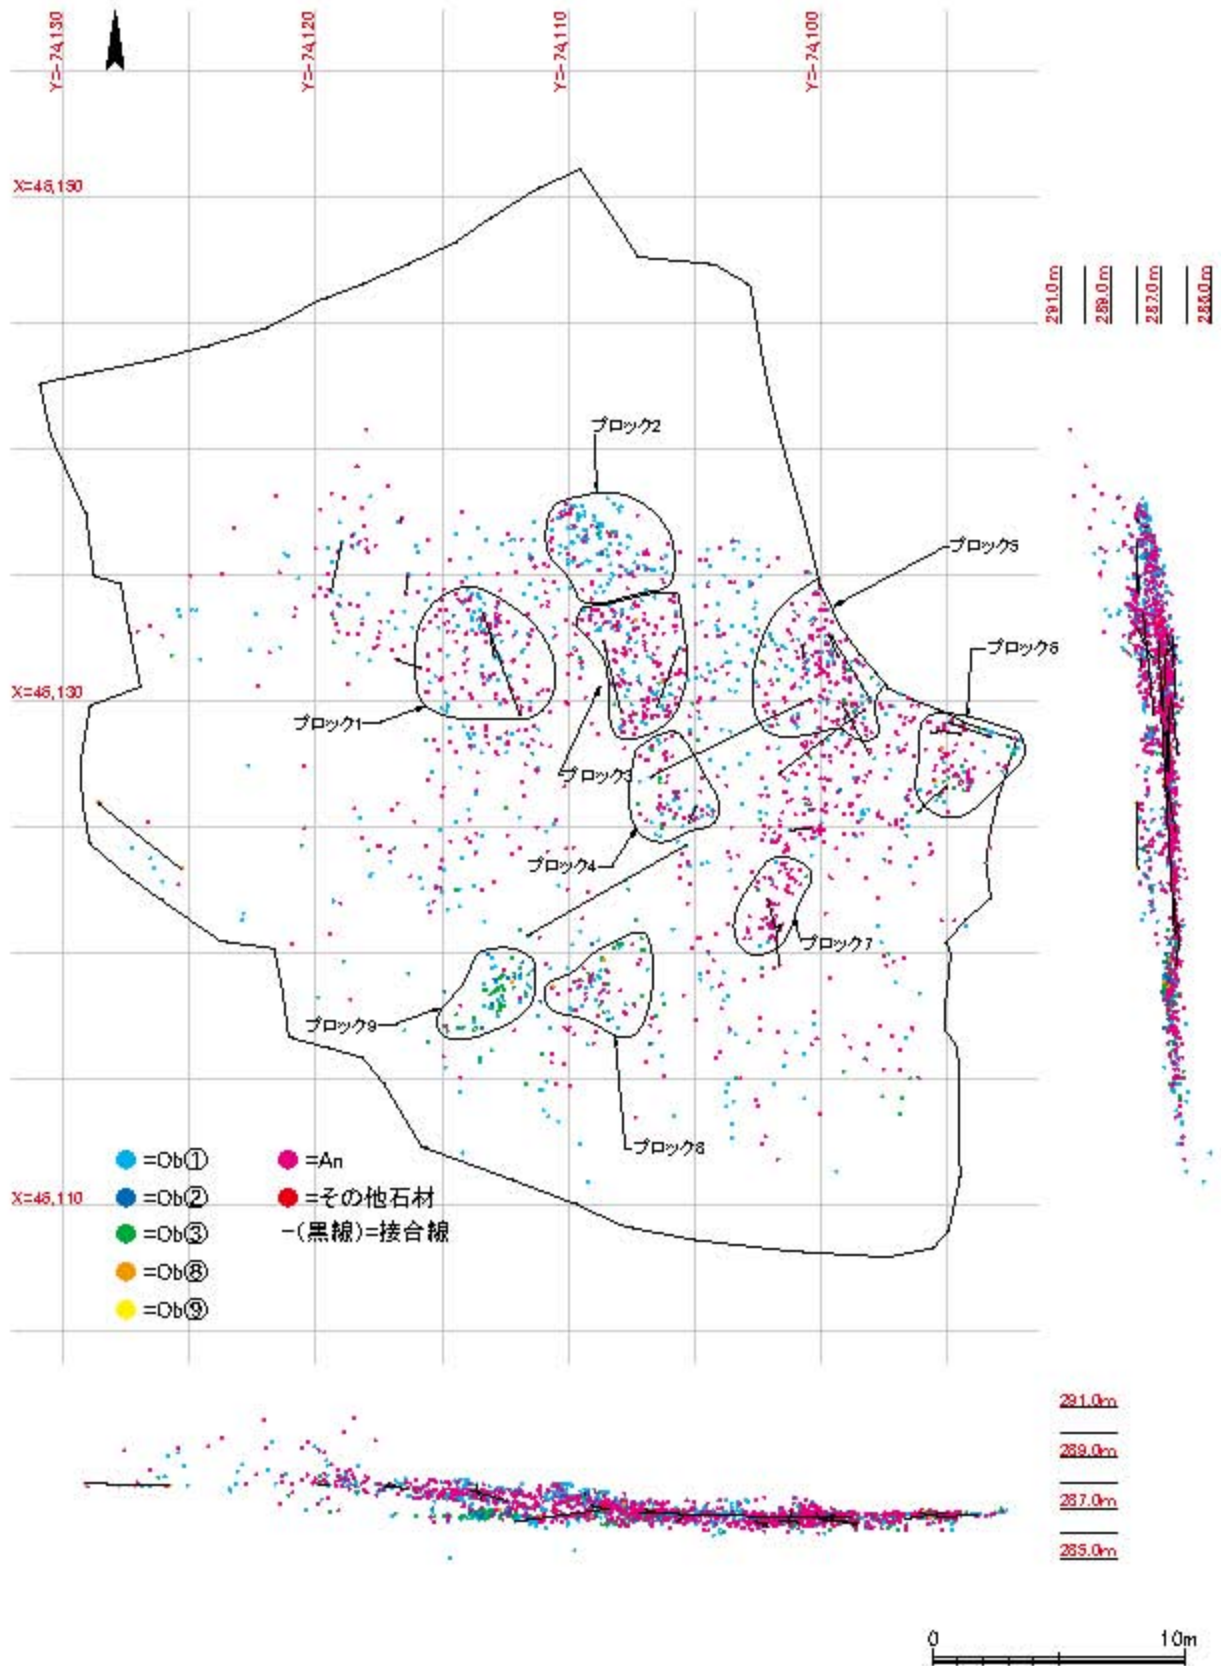 Y=-74,130
Y=-74,120
Y=-74,110
Y=-74,100
X=46,150
291.0m
289.0m
287.0m
285.0m
ブロック2
ブロック5
ブロック6
X=46,130
ブロック1
ブロック3
ブロック4
ブロック7
ブロック9
ブロック8
=Ob① =An
X=46,110
=Ob② =その他石材
=Ob③ -(黒線)=接合線
=Ob⑧
=Ob⑨
291.0m
289.0m
287.0m
285.0m
0 10m